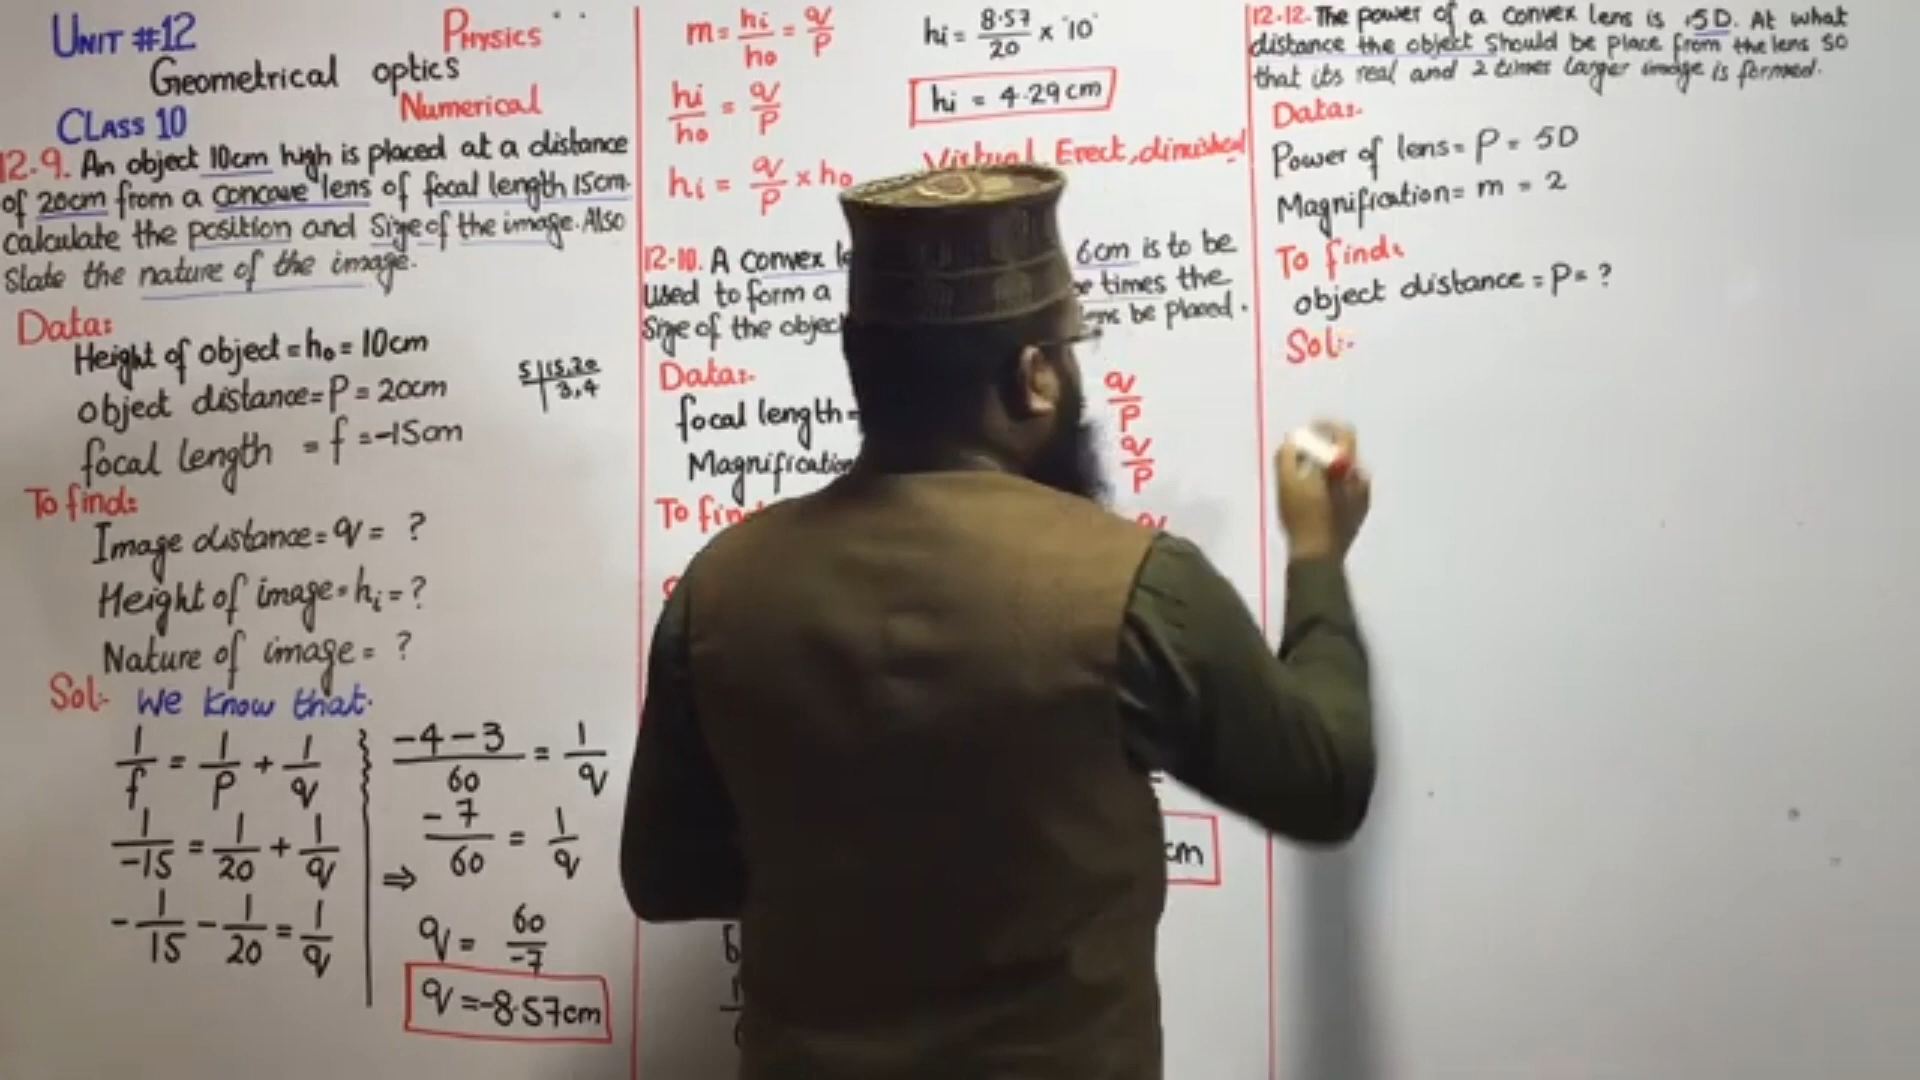 UNIT #12
Physics
Geometrical optics
Numerical
CLASS 10
12-9. An object 10cm high is placed at a distance
of 20cm from a concave lens of focal length 15cm.
calculate the position and Size of the image. Also
State the nature of the image.
Data:
Height of object = ho = 10cm
object distance = P = 20cm
focal length = f = -15cm
5 | 15, 20
3, 4
To find:
Image distance = q = ?
Height of image = hi = ?
Nature of image = ?
Sol:- We know that.
1/f = 1/P + 1/q
1/-15 = 1/20 + 1/q
- 1/15 - 1/20 = 1/q
-4-3/60 = 1/q
-7/60 = 1/q
⇒
q = 60/-7
q = -8.57cm
m = hi/ho = q/P
hi/ho = q/P
hi = q/P × ho
hi = 8.57/20 × 10
hi = 4.29cm
Virtual Erect, diminished
12-10. A convex 6cm is to be
used to form a times the
Size of the object be placed.
Data:-
focal length =
Magnification
To find
q/P
q/P
q
cm
12-12. The power of a convex lens is 5D. At what
distance the object Should be place from the lens so
that its real and 2 times larger image is formed.
Data:-
Power of lens = P = 5D
Magnification = m = 2
To find:
object distance = P = ?
Sol:-